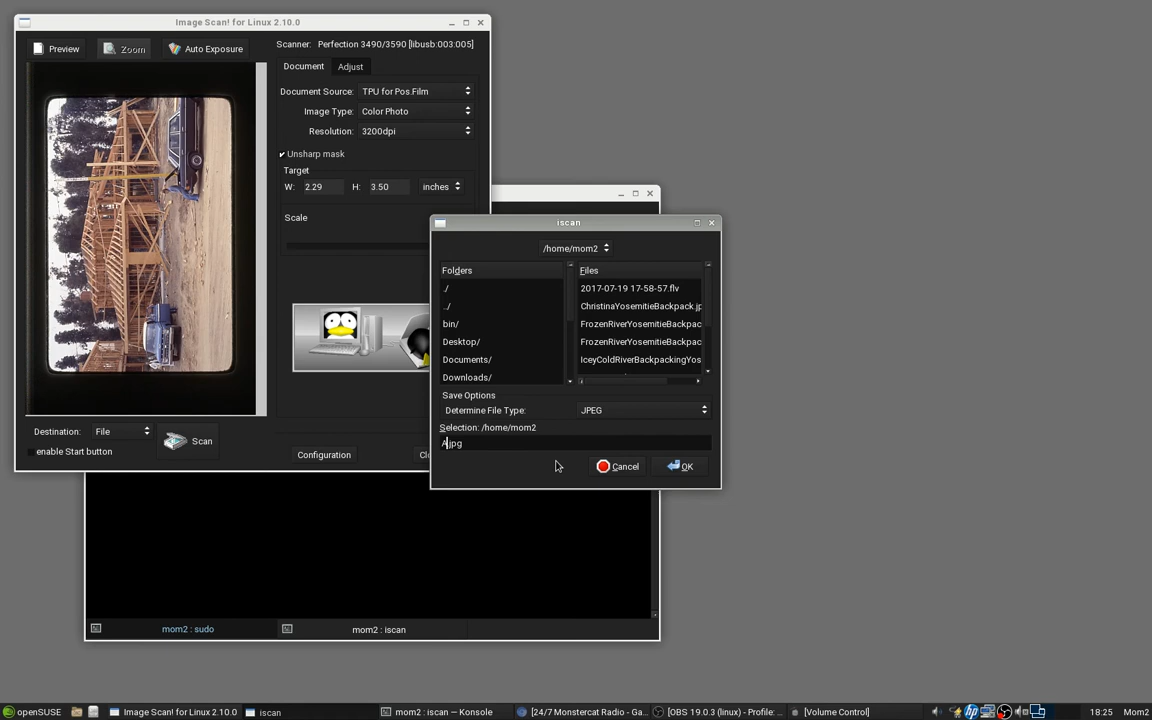 Image Scan! for Linux 2.10.0
Preview
Zoom
Auto Exposure
Scanner: Perfection 3490/3590 [libusb:003:005]
Document
Adjust
Document Source: TPU for Pos.Film
Image Type: Color Photo
Resolution: 3200dpi
Unsharp mask
Target
W: 2.29 H: 3.50 inches
Scale
Destination: File
Scan
enable Start button
Configuration
iscan
/home/mom2
Folders
Files
./
2017-07-19 17-58-57.flv
../
ChristinaYosemitieBackpack.jp
bin/
FrozenRiverYosemitieBackpac
Desktop/
FrozenRiverYosemitieBackpac
Documents/
IceyColdRiverBackpackingYos
Downloads/
Save Options
Determine File Type: JPEG
Selection: /home/mom2
A.jpg
Cancel
OK
mom2 : sudo
mom2 : iscan
openSUSE
Image Scan! for Linux 2.10.0
iscan
mom2 : iscan — Konsole
[24/7 Monstercat Radio - Ga...
[OBS 19.0.3 (linux) - Profile: ...
[Volume Control]
18:25
Mom2